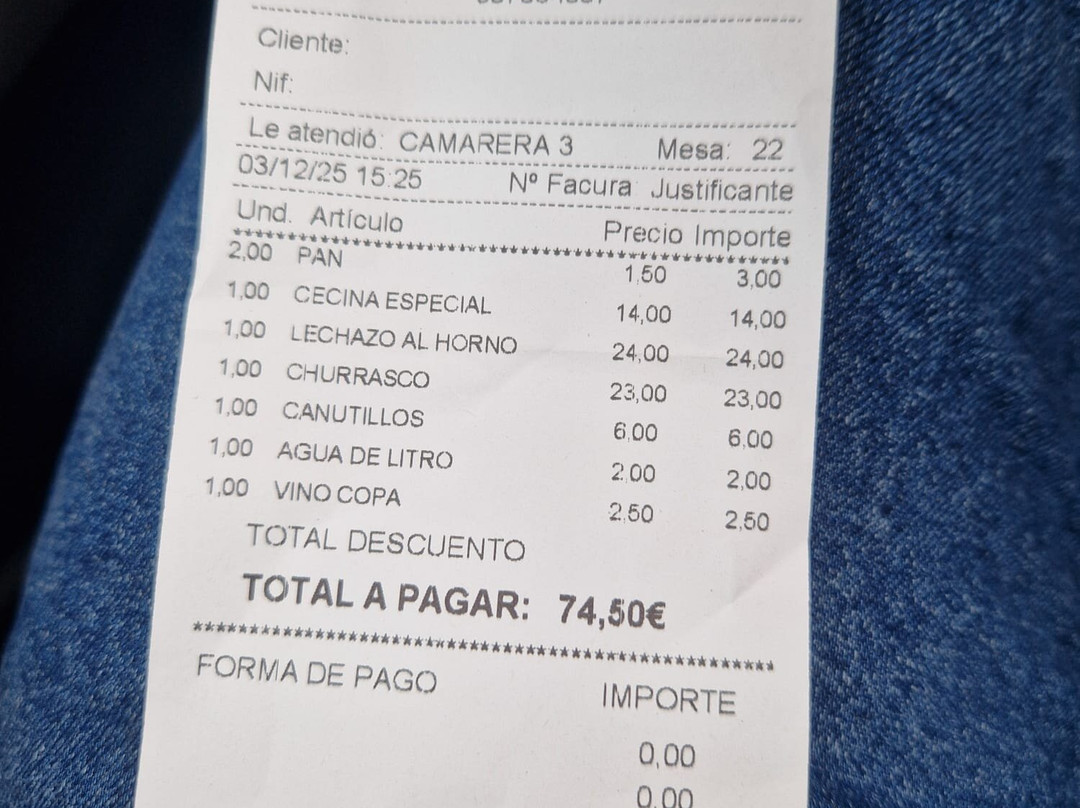 Cliente:
Nif:
Le atendió: CAMARERA 3 Mesa: 22
03/12/25 15:25 Nº Facura: Justificante
Und. Artículo Precio Importe
2,00 PAN 1,50 3,00
1,00 CECINA ESPECIAL 14,00 14,00
1,00 LECHAZO AL HORNO 24,00 24,00
1,00 CHURRASCO 23,00 23,00
1,00 CANUTILLOS 6,00 6,00
1,00 AGUA DE LITRO 2,00 2,00
1,00 VINO COPA 2,50 2,50
TOTAL DESCUENTO
TOTAL A PAGAR: 74,50€
FORMA DE PAGO IMPORTE
0,00
0,00